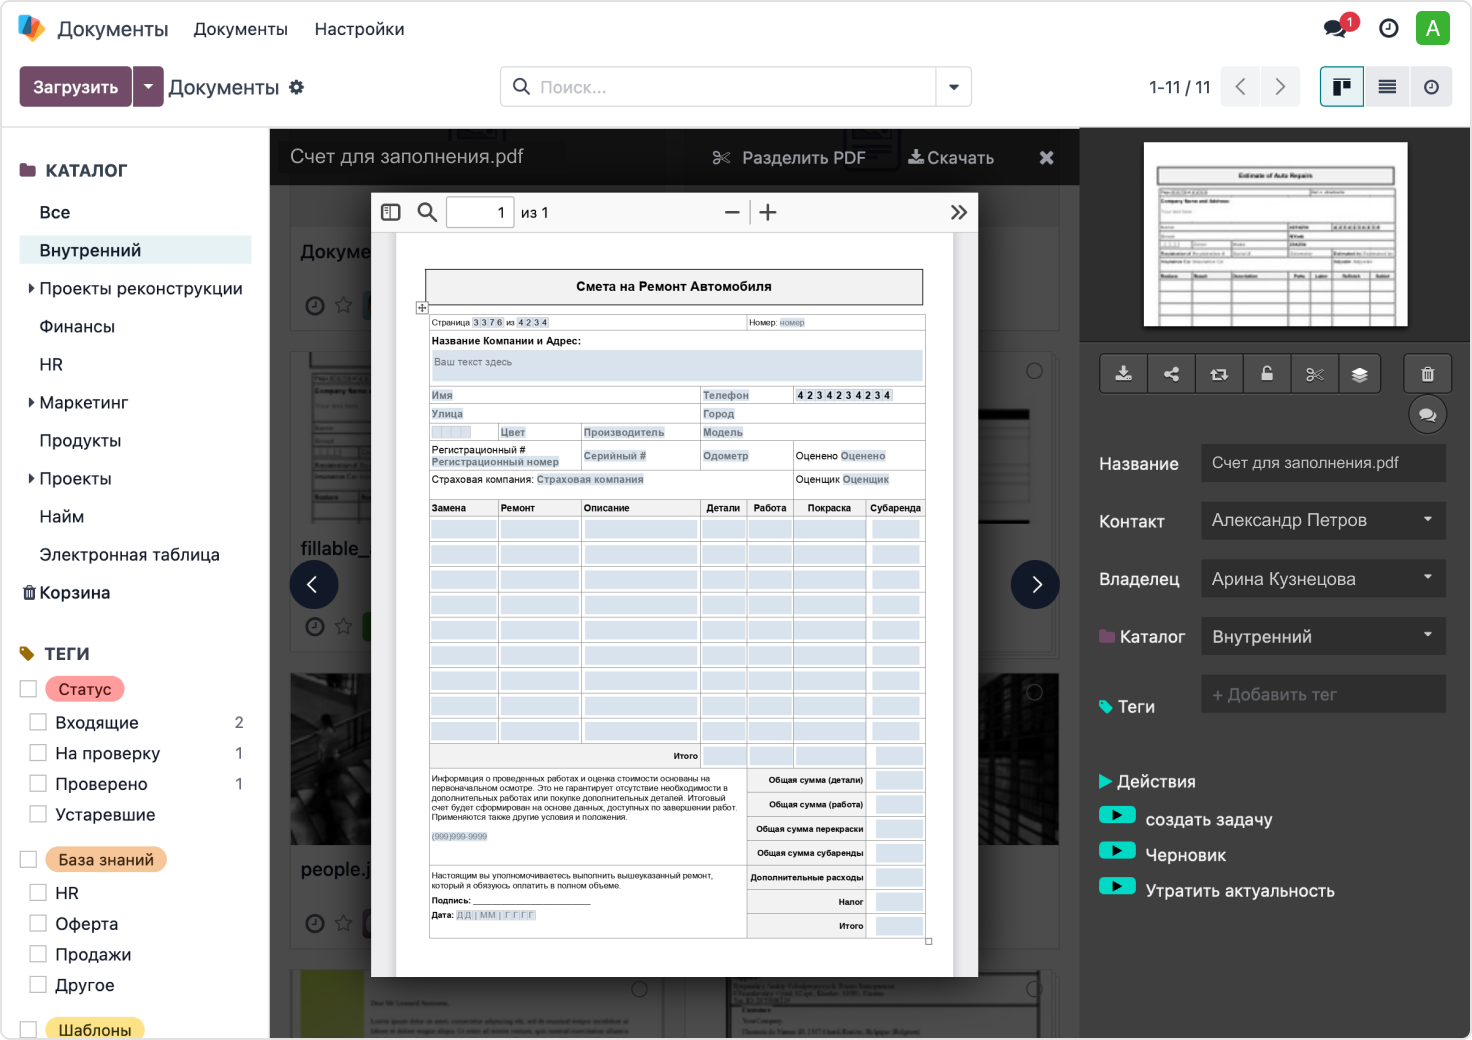 Документы Документы Настройки 1 A
Загрузить Документы Поиск... 1-11 / 11
КАТАЛОГ
Все
Внутренний
Проекты реконструкции
Финансы
HR
Маркетинг
Продукты
Проекты
Найм
Электронная таблица
Корзина
ТЕГИ
Статус
Входящие 2
На проверку 1
Проверено 1
Устаревшие
База знаний
HR
Оферта
Продажи
Другое
Шаблоны
Счет для заполнения.pdf Разделить PDF Скачать
Докумен
fillable_
people.j
1 из 1
Смета на Ремонт Автомобиля
Страница 3 3 7 6 из 4 2 3 4 Номер: номер
Название Компании и Адрес:
Ваш текст здесь
Имя Телефон 4 2 3 4 2 3 4 2 3 4
Улица Город
Цвет Производитель Модель
Регистрационный #
Регистрационный номер Серийный # Одометр Оценено Оценено
Страховая компания: Страховая компания Оценщик Оценщик
Замена Ремонт Описание Детали Работа Покраска Субаренда
Итого
Информация о проведенных работах и оценка стоимости основаны на
первоначальном осмотре. Это не гарантирует отсутствие необходимости в
дополнительных работах или покупке дополнительных деталей. Итоговый
счет будет сформирован на основе данных, доступных по завершении работ.
Применяются также другие условия и положения.
(999)999-9999
Общая сумма (детали)
Общая сумма (работа)
Общая сумма перекраски
Общая сумма субаренды
Настоящим вы уполномочиваетесь выполнить вышеуказанный ремонт,
который я обязуюсь оплатить в полном объеме.
Подпись:
Дата: ДД | ММ | ГГГГ
Дополнительные расходы
Налог
Итого
Estimate of Auto Repairs
Company Name and Address
Название Счет для заполнения.pdf
Контакт Александр Петров
Владелец Арина Кузнецова
Каталог Внутренний
Теги + Добавить тег
Действия
создать задачу
Черновик
Утратить актуальность